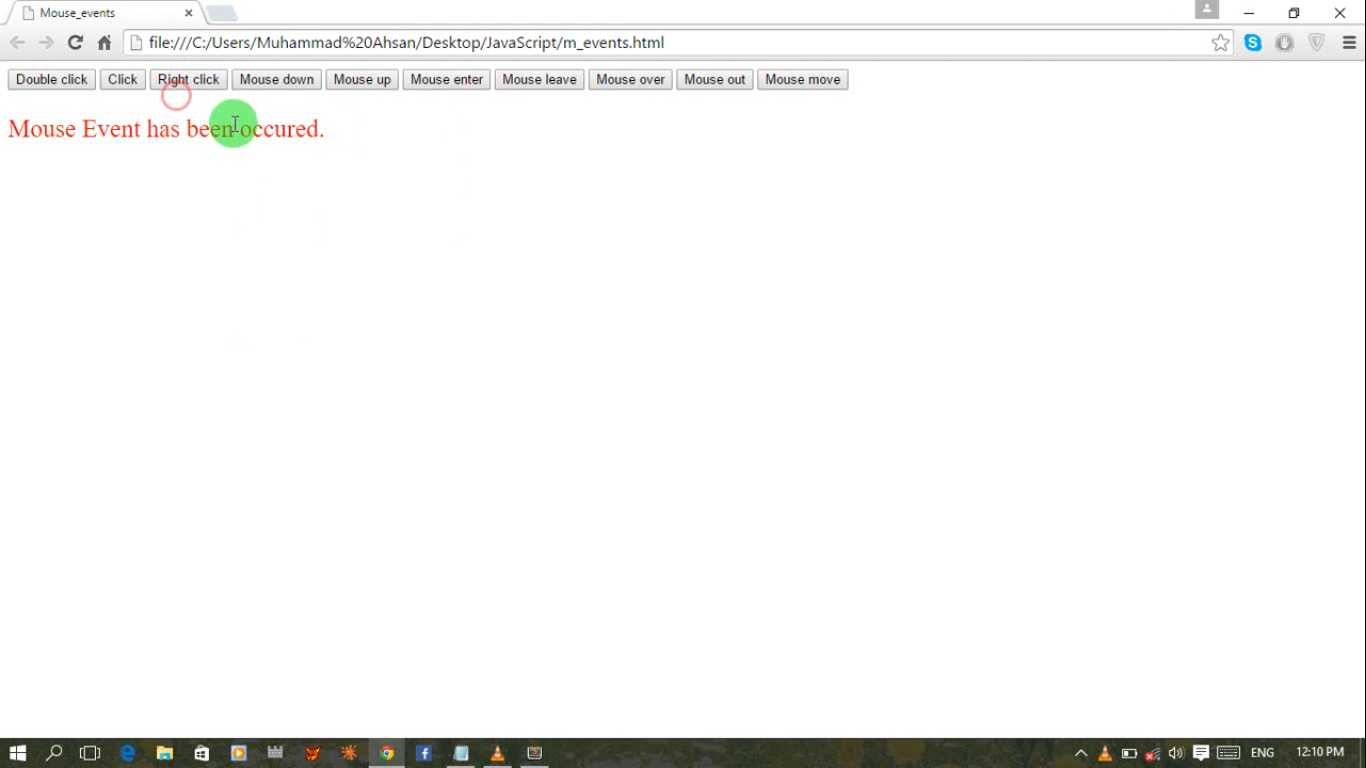 Mouse_events
file:///C:/Users/Muhammad%20Ahsan/Desktop/JavaScript/m_events.html
Double click Click Right click Mouse down Mouse up Mouse enter Mouse leave Mouse over Mouse out Mouse move
Mouse Event has been occured.
ENG 12:10 PM